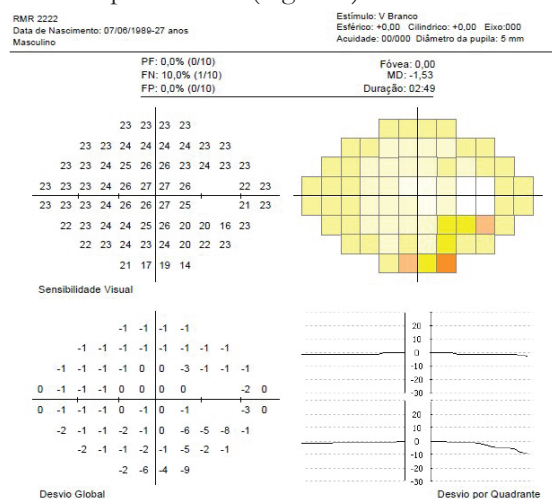 RMR 2222
Data de Nascimento: 07/06/1989-27 anos
Masculino
Estímulo: V Branco
Esférico: +0,00 Cilíndrico: +0,00 Eixo:000
Acuidade: 00/000 Diâmetro da pupila: 5 mm
PF: 0,0% (0/10)
FN: 10,0% (1/10)
FP: 0,0% (0/10)
Fóvea: 0,00
MD: -1,53
Duração: 02:49
23 23 23 23
23 23 24 24 24 24 24 23
23 23 24 25 26 26 23 24 23 23
23 23 23 24 26 27 27 26 22 23
23 23 23 24 26 26 27 25 21 23
22 23 24 24 25 26 20 20 16 23
22 23 24 23 24 20 22 23
21 17 19 14
Sensibilidade Visual
-1 -1 -1 -1
-1 -1 -1 -1 -1 -1 -1 -1
-1 -1 -1 -1 0 0 -3 -1 -1 -1
0 -1 -1 -1 0 0 0 0 -2 0
0 -1 -1 -1 0 -1 0 -1 -3 0
-2 -1 -1 -2 -1 0 -6 -5 -8 -1
-2 -1 -1 -2 -1 -5 -2 -1
-2 -6 -4 -9
Desvio Global
20
10
0
-10
-20
-30
20
10
0
-10
-20
-30
Desvio por Quadrante